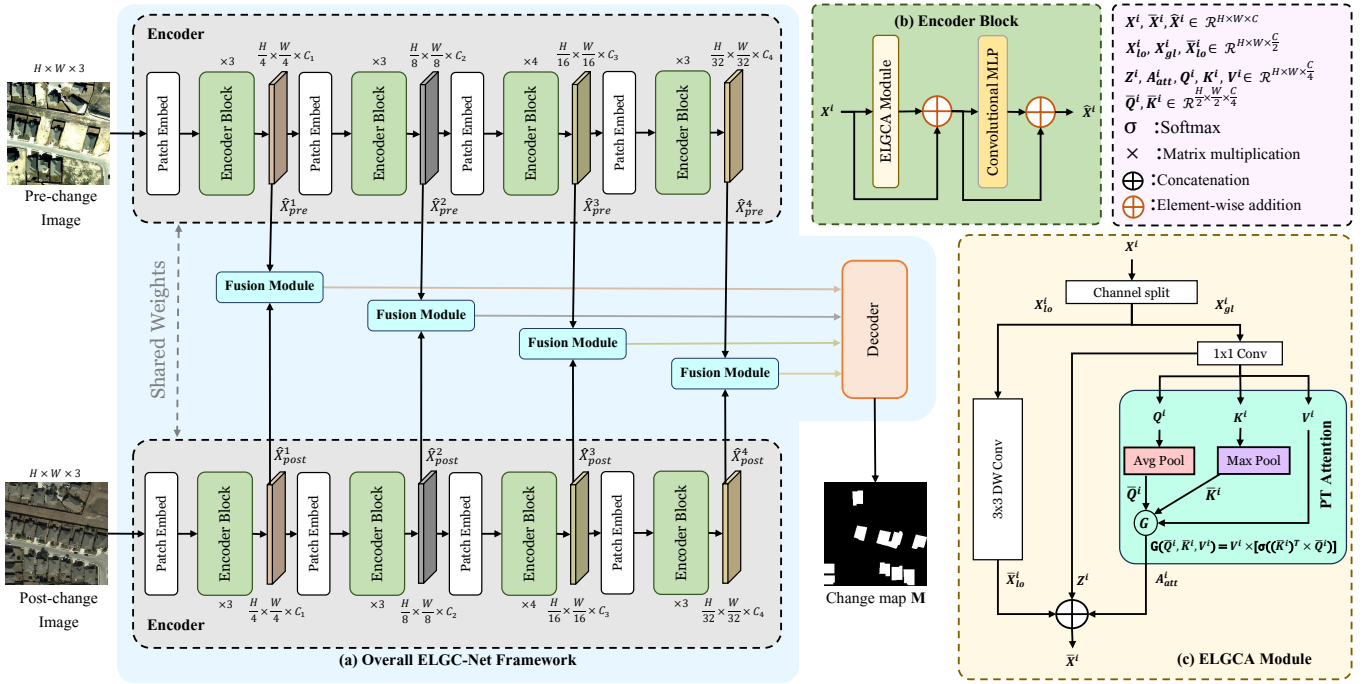 Encoder
H × W × 3
Pre-change
Image
Patch Embed
×3
Encoder Block
H/4 × W/4 × C₁
Patch Embed
×3
Encoder Block
H/8 × W/8 × C₂
Patch Embed
×4
Encoder Block
H/16 × W/16 × C₃
Patch Embed
×3
Encoder Block
H/32 × W/32 × C₄
X̂¹pre
X̂²pre
X̂³pre
X̂⁴pre
Shared Weights
Fusion Module
Fusion Module
Fusion Module
Fusion Module
Decoder
Change map M
X̂¹post
X̂²post
X̂³post
X̂⁴post
H × W × 3
Post-change
Image
Patch Embed
Encoder Block
×3
H/4 × W/4 × C₁
Patch Embed
Encoder Block
×3
H/8 × W/8 × C₂
Patch Embed
Encoder Block
×4
H/16 × W/16 × C₃
Patch Embed
Encoder Block
×3
H/32 × W/32 × C₄
Encoder
(a) Overall ELGC-Net Framework
(b) Encoder Block
Xⁱ
ELGCA Module
Convolutional MLP
X̂ⁱ
Xⁱ, X̄ⁱ, X̂ⁱ ∈ ℛ^(H×W×C)
Xⁱlo, Xⁱgl, X̄ⁱlo ∈ ℛ^(H×W×C/2)
Zⁱ, Aⁱatt, Qⁱ, Kⁱ, Vⁱ ∈ ℛ^(H×W×C/4)
Q̄ⁱ, K̄ⁱ ∈ ℛ^(H/2×W/2×C/4)
σ :Softmax
× :Matrix multiplication
⊕ :Concatenation
⊕ :Element-wise addition
Xⁱ
Channel split
Xⁱlo
Xⁱgl
1x1 Conv
3x3 DW Conv
Qⁱ
Kⁱ
Vⁱ
Avg Pool
Max Pool
PT Attention
Q̄ⁱ
K̄ⁱ
G
G(Q̄ⁱ, K̄ⁱ, Vⁱ) = Vⁱ × [σ((K̄ⁱ)ᵀ × Q̄ⁱ)]
X̄ⁱlo
Zⁱ
Aⁱatt
X̄ⁱ
(c) ELGCA Module